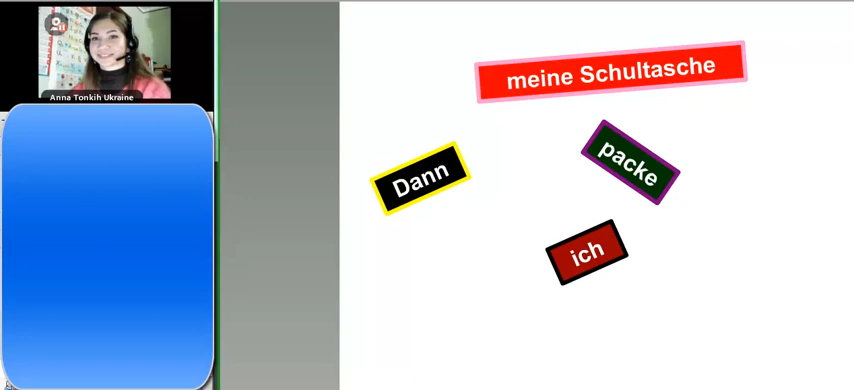 Anna Tonkih Ukraine
meine Schultasche
packe
Dann
ich